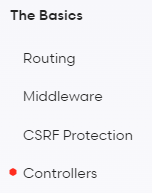 The Basics
Routing
Middleware
CSRF Protection
Controllers